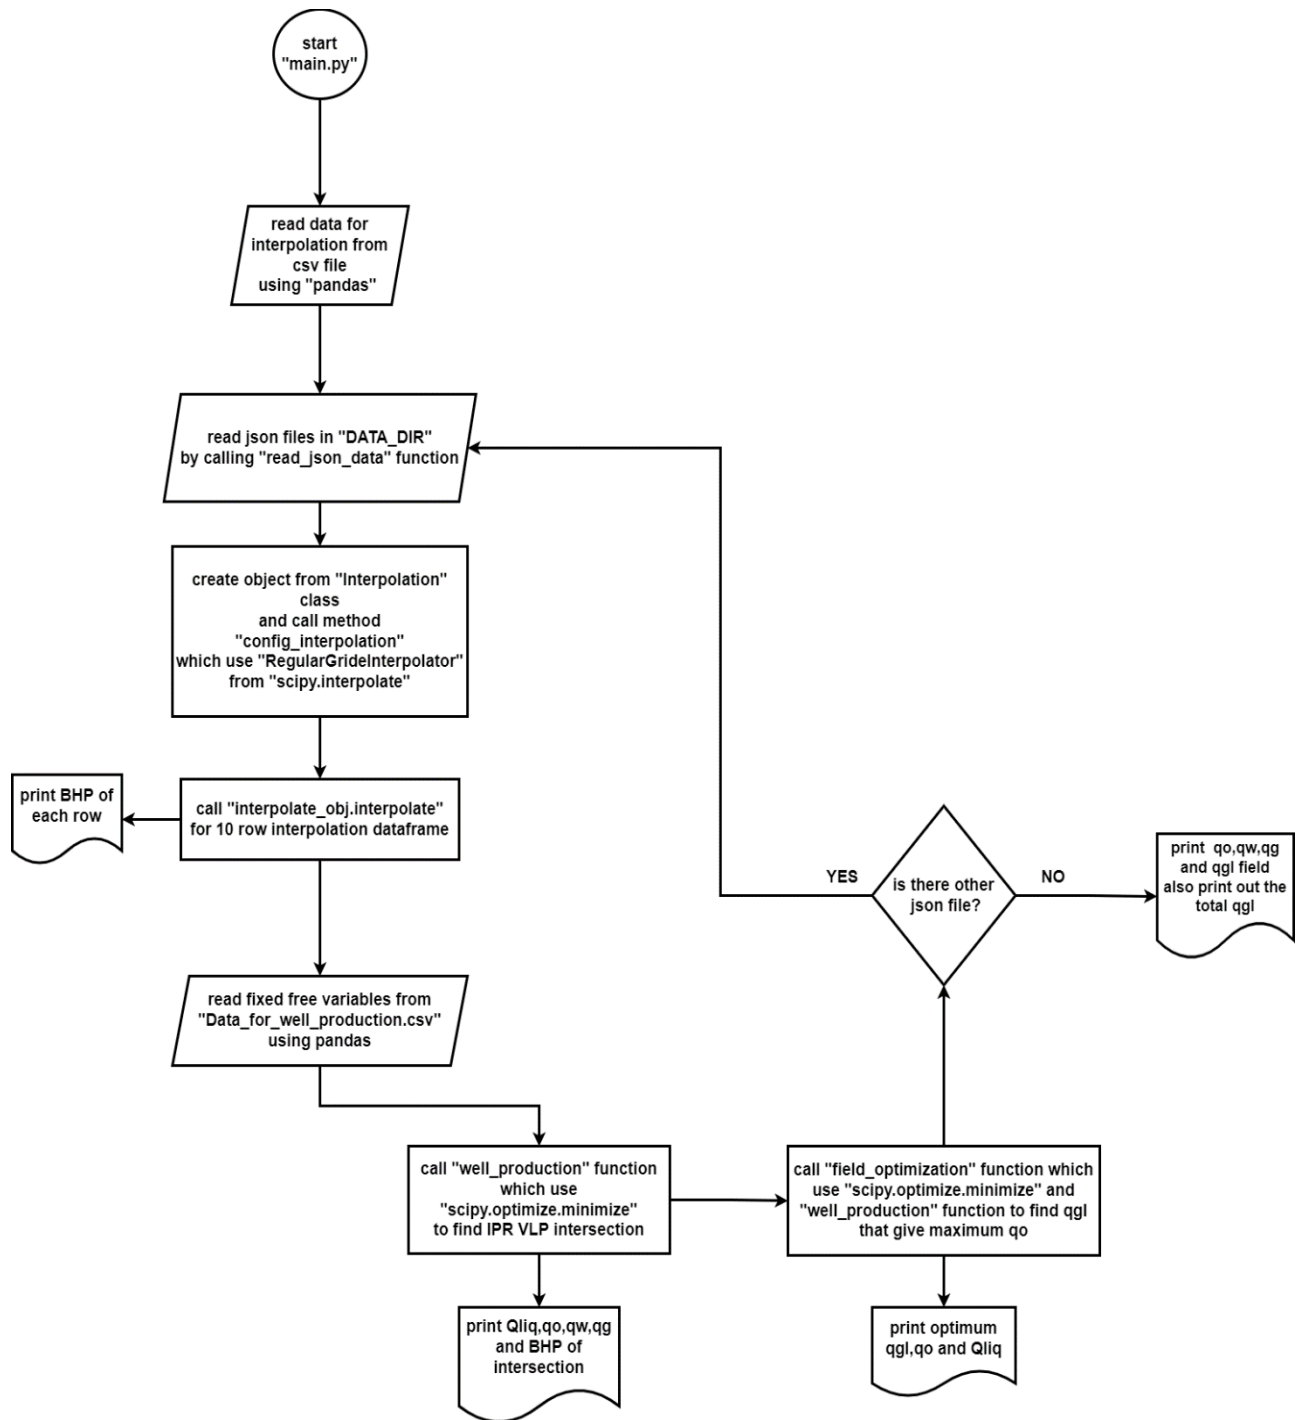 start
"main.py"
read data for
interpolation from
csv file
using "pandas"
read json files in "DATA_DIR"
by calling "read_json_data" function
create object from "Interpolation"
class
and call method
"config_interpolation"
which use "RegularGrideInterpolator"
from "scipy.interpolate"
print BHP of
each row
call "interpolate_obj.interpolate"
for 10 row interpolation dataframe
YES
is there other
json file?
NO
print  qo,qw,qg
and qgl field
also print out the
total qgl
read fixed free variables from
"Data_for_well_production.csv"
using pandas
call "well_production" function
which use
"scipy.optimize.minimize"
to find IPR VLP intersection
call "field_optimization" function which
use "scipy.optimize.minimize" and
"well_production" function to find qgl
that give maximum qo
print Qliq,qo,qw,qg
and BHP of
intersection
print optimum
qgl,qo and Qliq